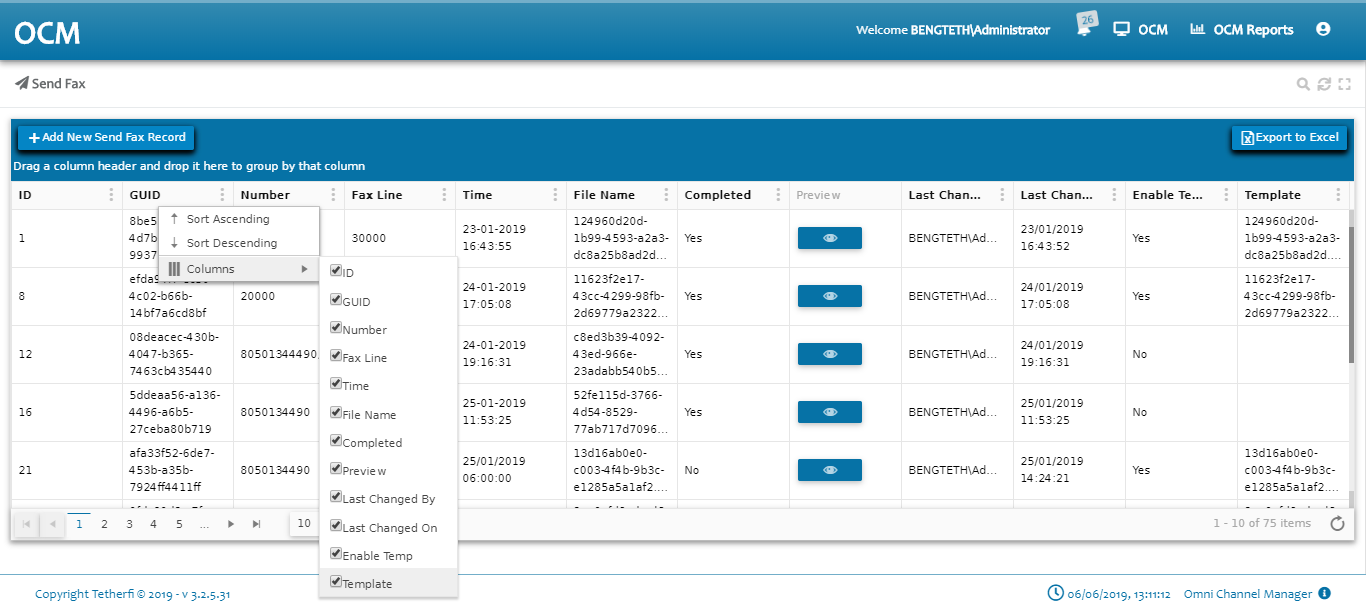 OCM
Welcome BENGTETH\Administrator
26
OCM
OCM Reports
Send Fax
Add New Send Fax Record
Export to Excel
Drag a column header and drop it here to group by that column
ID GUID Number Fax Line Time File Name Completed Preview Last Chan... Last Chan... Enable Te... Template
Sort Ascending
Sort Descending
Columns
ID
GUID
Number
Fax Line
Time
File Name
Completed
Preview
Last Changed By
Last Changed On
Enable Temp
Template
1
8be5
4d7b
9937
30000
23-01-2019
16:43:55
124960d20d-
1b99-4593-a2a3-
dc8a25b8ad2d...
Yes
BENGTETH\Ad...
23/01/2019
16:43:52
Yes
124960d20d-
1b99-4593-a2a3-
dc8a25b8ad2d....
8
4c02-b66b-
14bf7a6cd8bf
20000
24-01-2019
17:05:08
11623f2e17-
43cc-4299-98fb-
2d69779a2322...
Yes
BENGTETH\Ad...
24/01/2019
17:05:08
Yes
11623f2e17-
43cc-4299-98fb-
2d69779a2322...
12
08deacec-430b-
4047-b365-
7463cb435440
80501344490
24-01-2019
19:16:31
c8ed3b39-4092-
43ed-966e-
23adabb540b5...
Yes
BENGTETH\Ad...
24/01/2019
19:16:31
No
16
5ddeaa56-a136-
4496-a6b5-
27ceba80b719
8050134490
25-01-2019
11:53:25
52fe115d-3766-
4d54-8529-
77ab717d7096...
Yes
BENGTETH\Ad...
25/01/2019
11:53:25
No
21
afa33f52-6de7-
453b-a35b-
7924ff4411ff
8050134490
25/01/2019
06:00:00
13d16ab0e0-
c003-4f4b-9b3c-
e1285a5a1af2....
No
BENGTETH\Ad...
25/01/2019
14:24:21
Yes
13d16ab0e0-
c003-4f4b-9b3c-
e1285a5a1af2....
1 2 3 4 5 ...
10
1 - 10 of 75 items
Copyright Tetherfi © 2019 - v 3.2.5.31
06/06/2019, 13:11:12
Omni Channel Manager